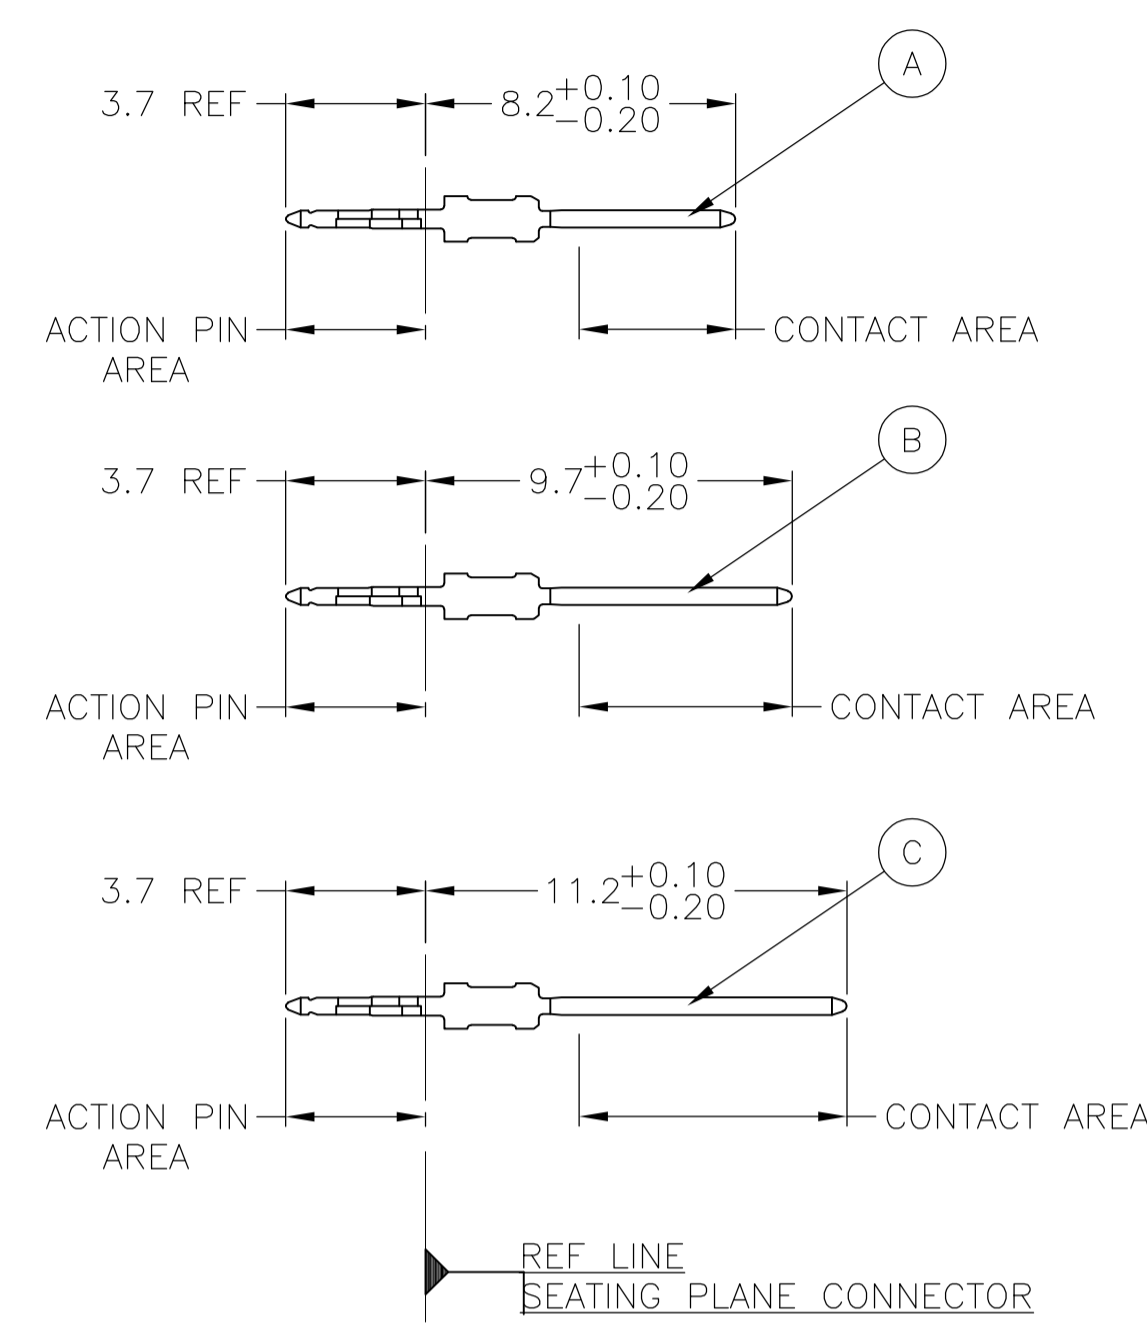 A
3.7 REF
8.2 +0.10
-0.20
ACTION PIN
AREA
CONTACT AREA
B
3.7 REF
9.7 +0.10
-0.20
ACTION PIN
AREA
CONTACT AREA
C
3.7 REF
11.2 +0.10
-0.20
ACTION PIN
AREA
CONTACT AREA
REF LINE
SEATING PLANE CONNECTOR